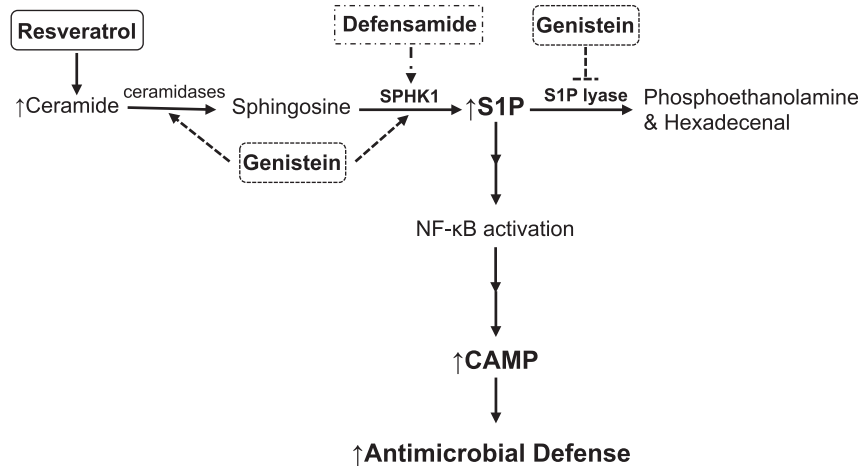 Resveratrol
Defensamide
Genistein
↑Ceramide
ceramidases
Sphingosine
SPHK1
↑S1P
S1P lyase
Phosphoethanolamine
& Hexadecenal
Genistein
NF-κB activation
↑CAMP
↑Antimicrobial Defense